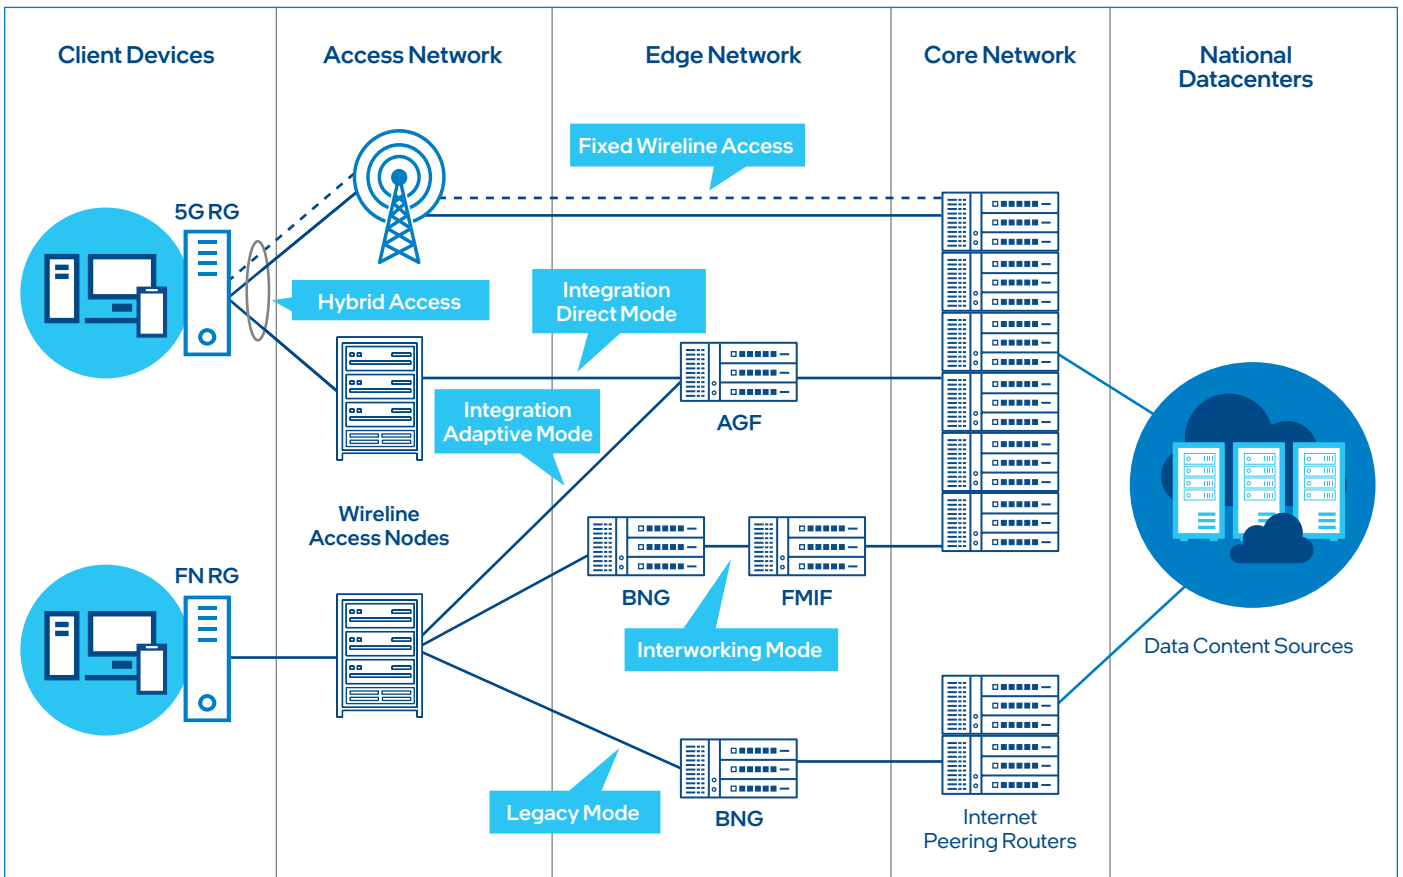 Client Devices
Access Network
Edge Network
Core Network
National
Datacenters
Fixed Wireline Access
5G RG
Hybrid Access
Integration
Direct Mode
Integration
Adaptive Mode
AGF
Wireline
Access Nodes
FN RG
BNG
FMIF
Interworking Mode
Data Content Sources
Legacy Mode
BNG
Internet
Peering Routers